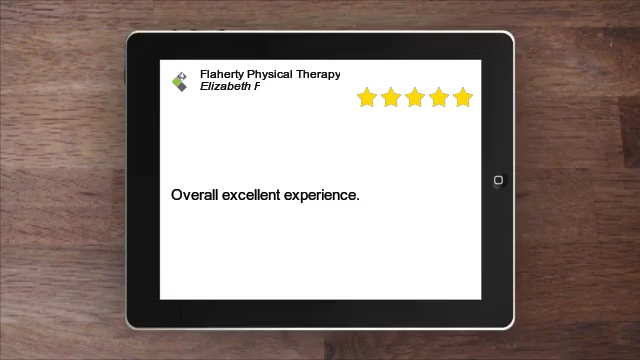 Flaherty Physical Therapy
Elizabeth F
Overall excellent experience.